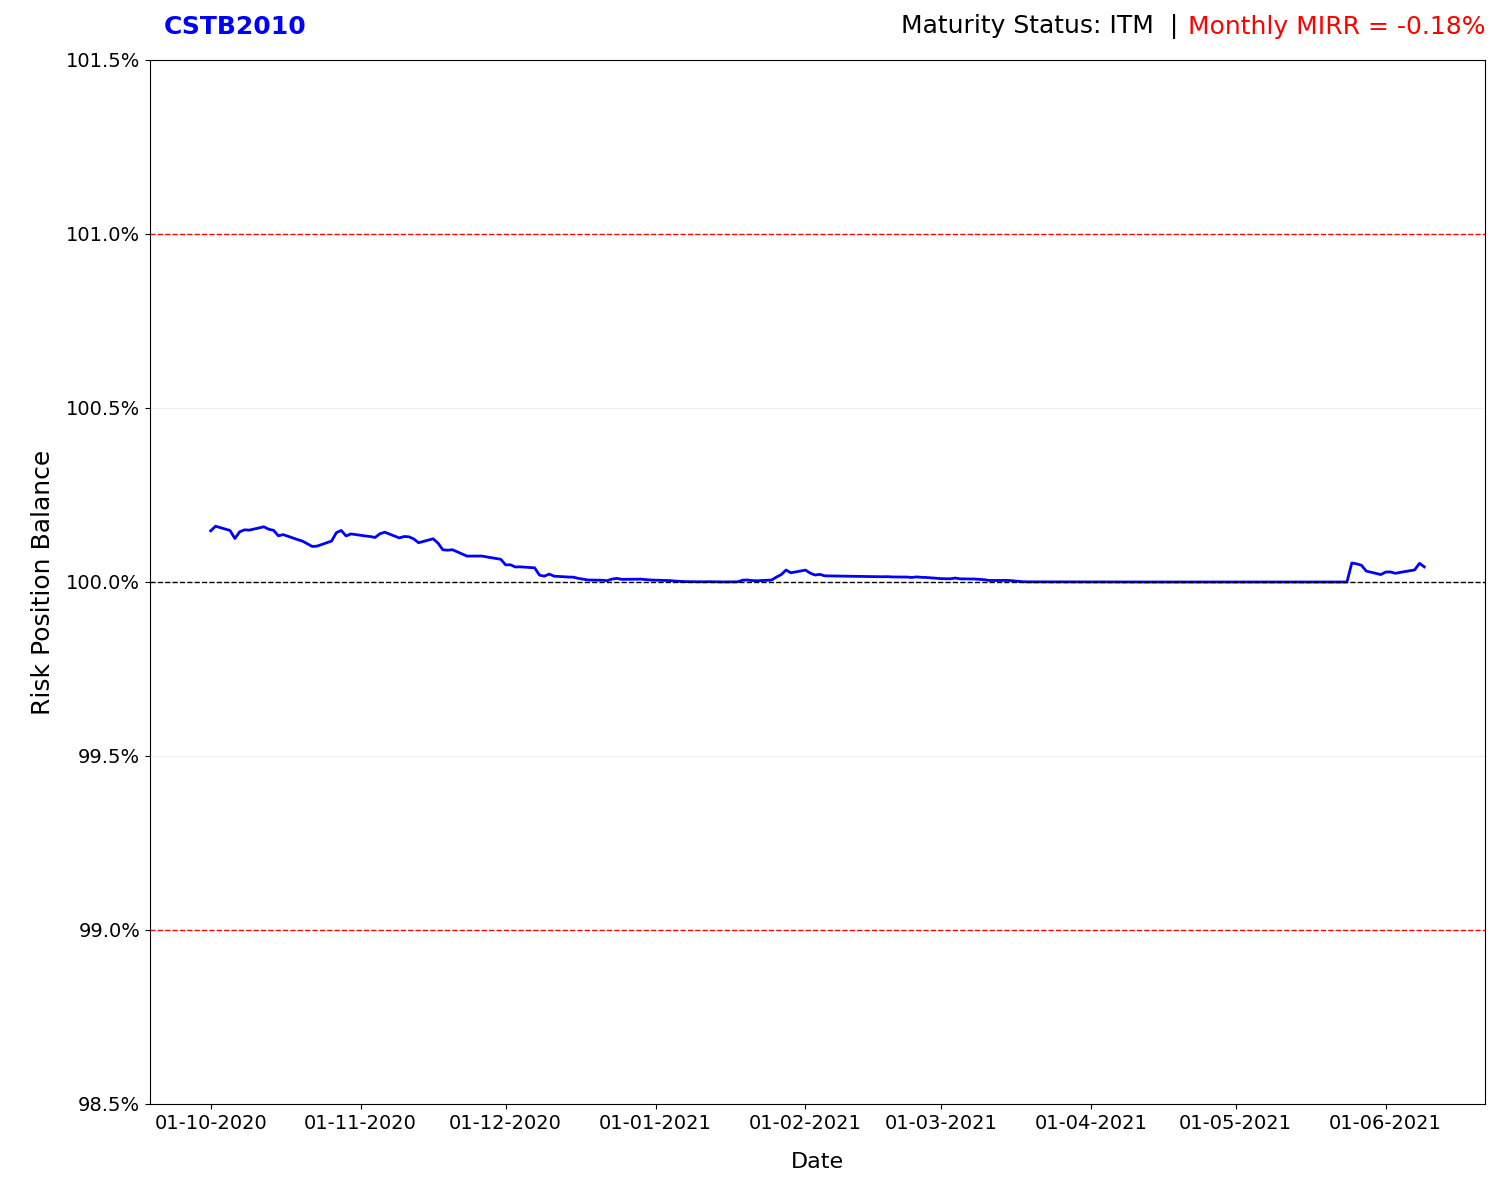 CSTB2010
Maturity Status: ITM | Monthly MIRR = -0.18%
101.5%
101.0%
100.5%
100.0%
99.5%
99.0%
98.5%
Risk Position Balance
01-10-2020 01-11-2020 01-12-2020 01-01-2021 01-02-2021 01-03-2021 01-04-2021 01-05-2021 01-06-2021
Date